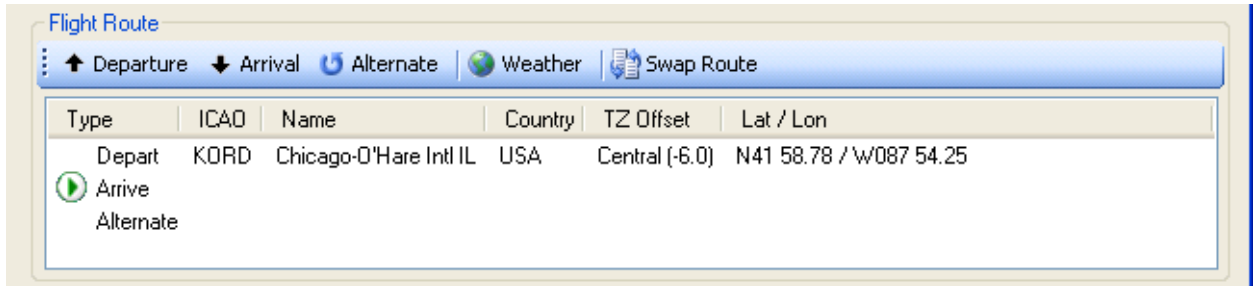 Flight Route
Departure Arrival Alternate Weather Swap Route
Type ICAO Name Country TZ Offset Lat / Lon
Depart KORD Chicago-O'Hare Intl IL USA Central (-6.0) N41 58.78 / W087 54.25
Arrive
Alternate